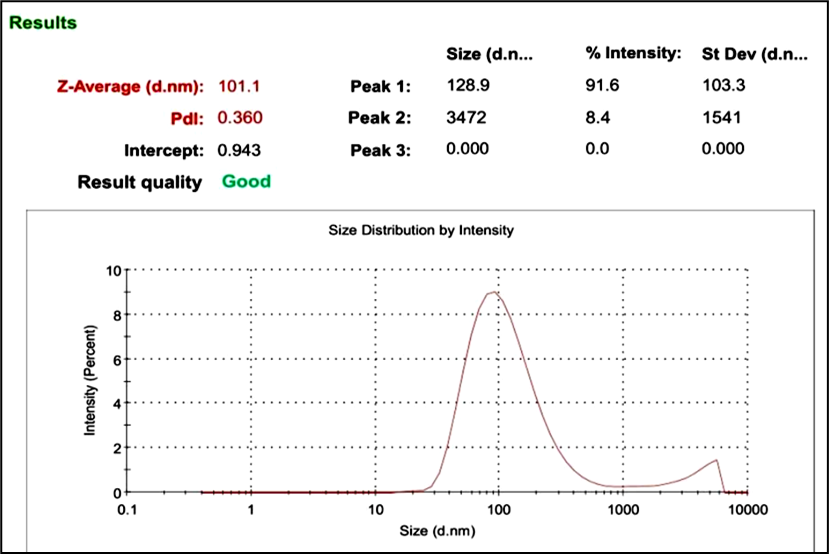 Results
Size (d.n... % Intensity: St Dev (d.n...
Z-Average (d.nm): 101.1 Peak 1: 128.9 91.6 103.3
PdI: 0.360 Peak 2: 3472 8.4 1541
Intercept: 0.943 Peak 3: 0.000 0.0 0.000
Result quality Good
Size Distribution by Intensity
Intensity (Percent)
10
8
6
4
2
0
0.1 1 10 100 1000 10000
Size (d.nm)